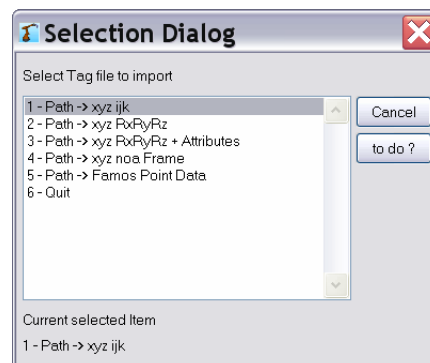 Selection Dialog
Select Tag file to import
1 - Path -> xyz ijk
2 - Path -> xyz RxRyRz
3 - Path -> xyz RxRyRz + Attributes
4 - Path -> xyz noa Frame
5 - Path -> Famos Point Data
6 - Quit
Cancel
to do ?
Current selected Item
1 - Path -> xyz ijk